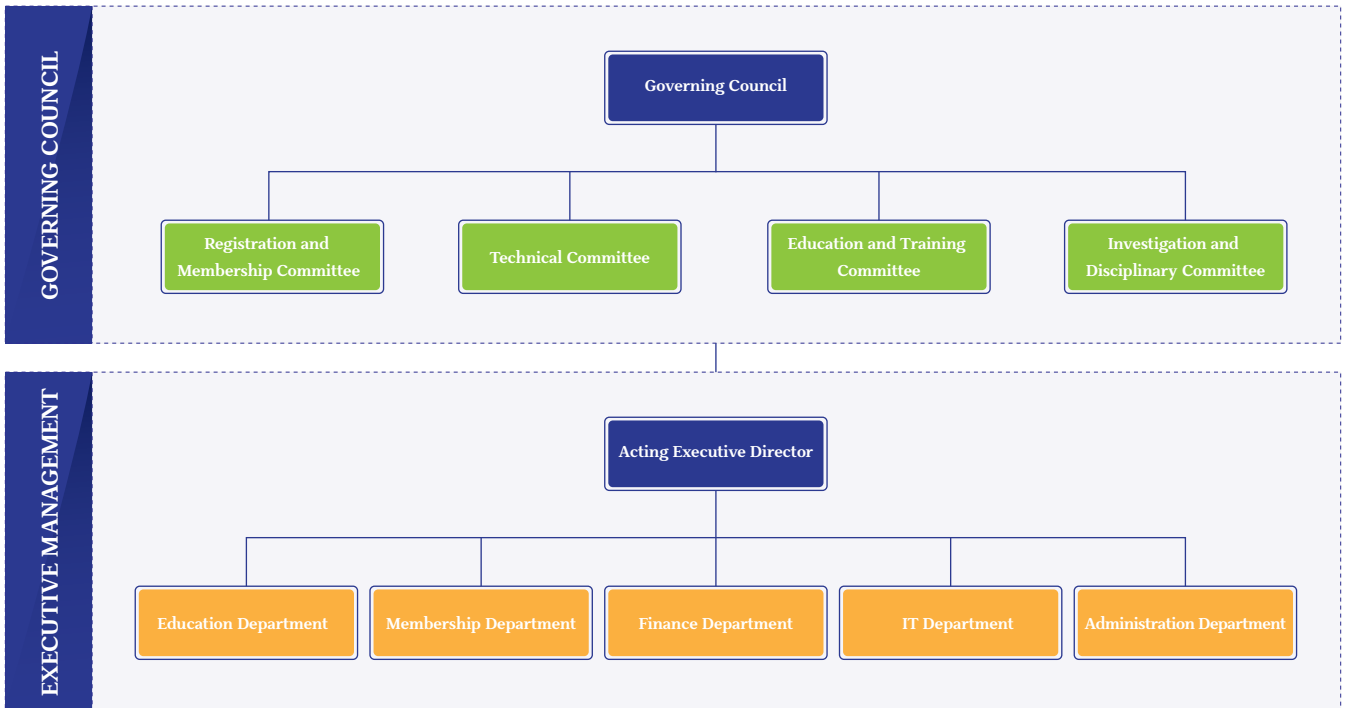 GOVERNING COUNCIL
Governing Council
Registration and
Membership Committee
Technical Committee
Education and Training
Committee
Investigation and
Disciplinary Committee
EXECUTIVE MANAGEMENT
Acting Executive Director
Education Department
Membership Department
Finance Department
IT Department
Administration Department